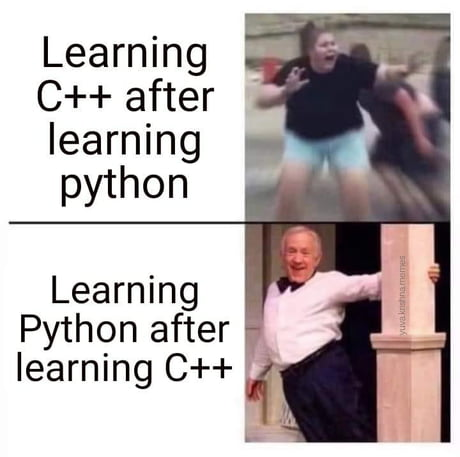 Learning
C++ after
learning
python
Learning
Python after
learning C++
yuva.krishna.memes